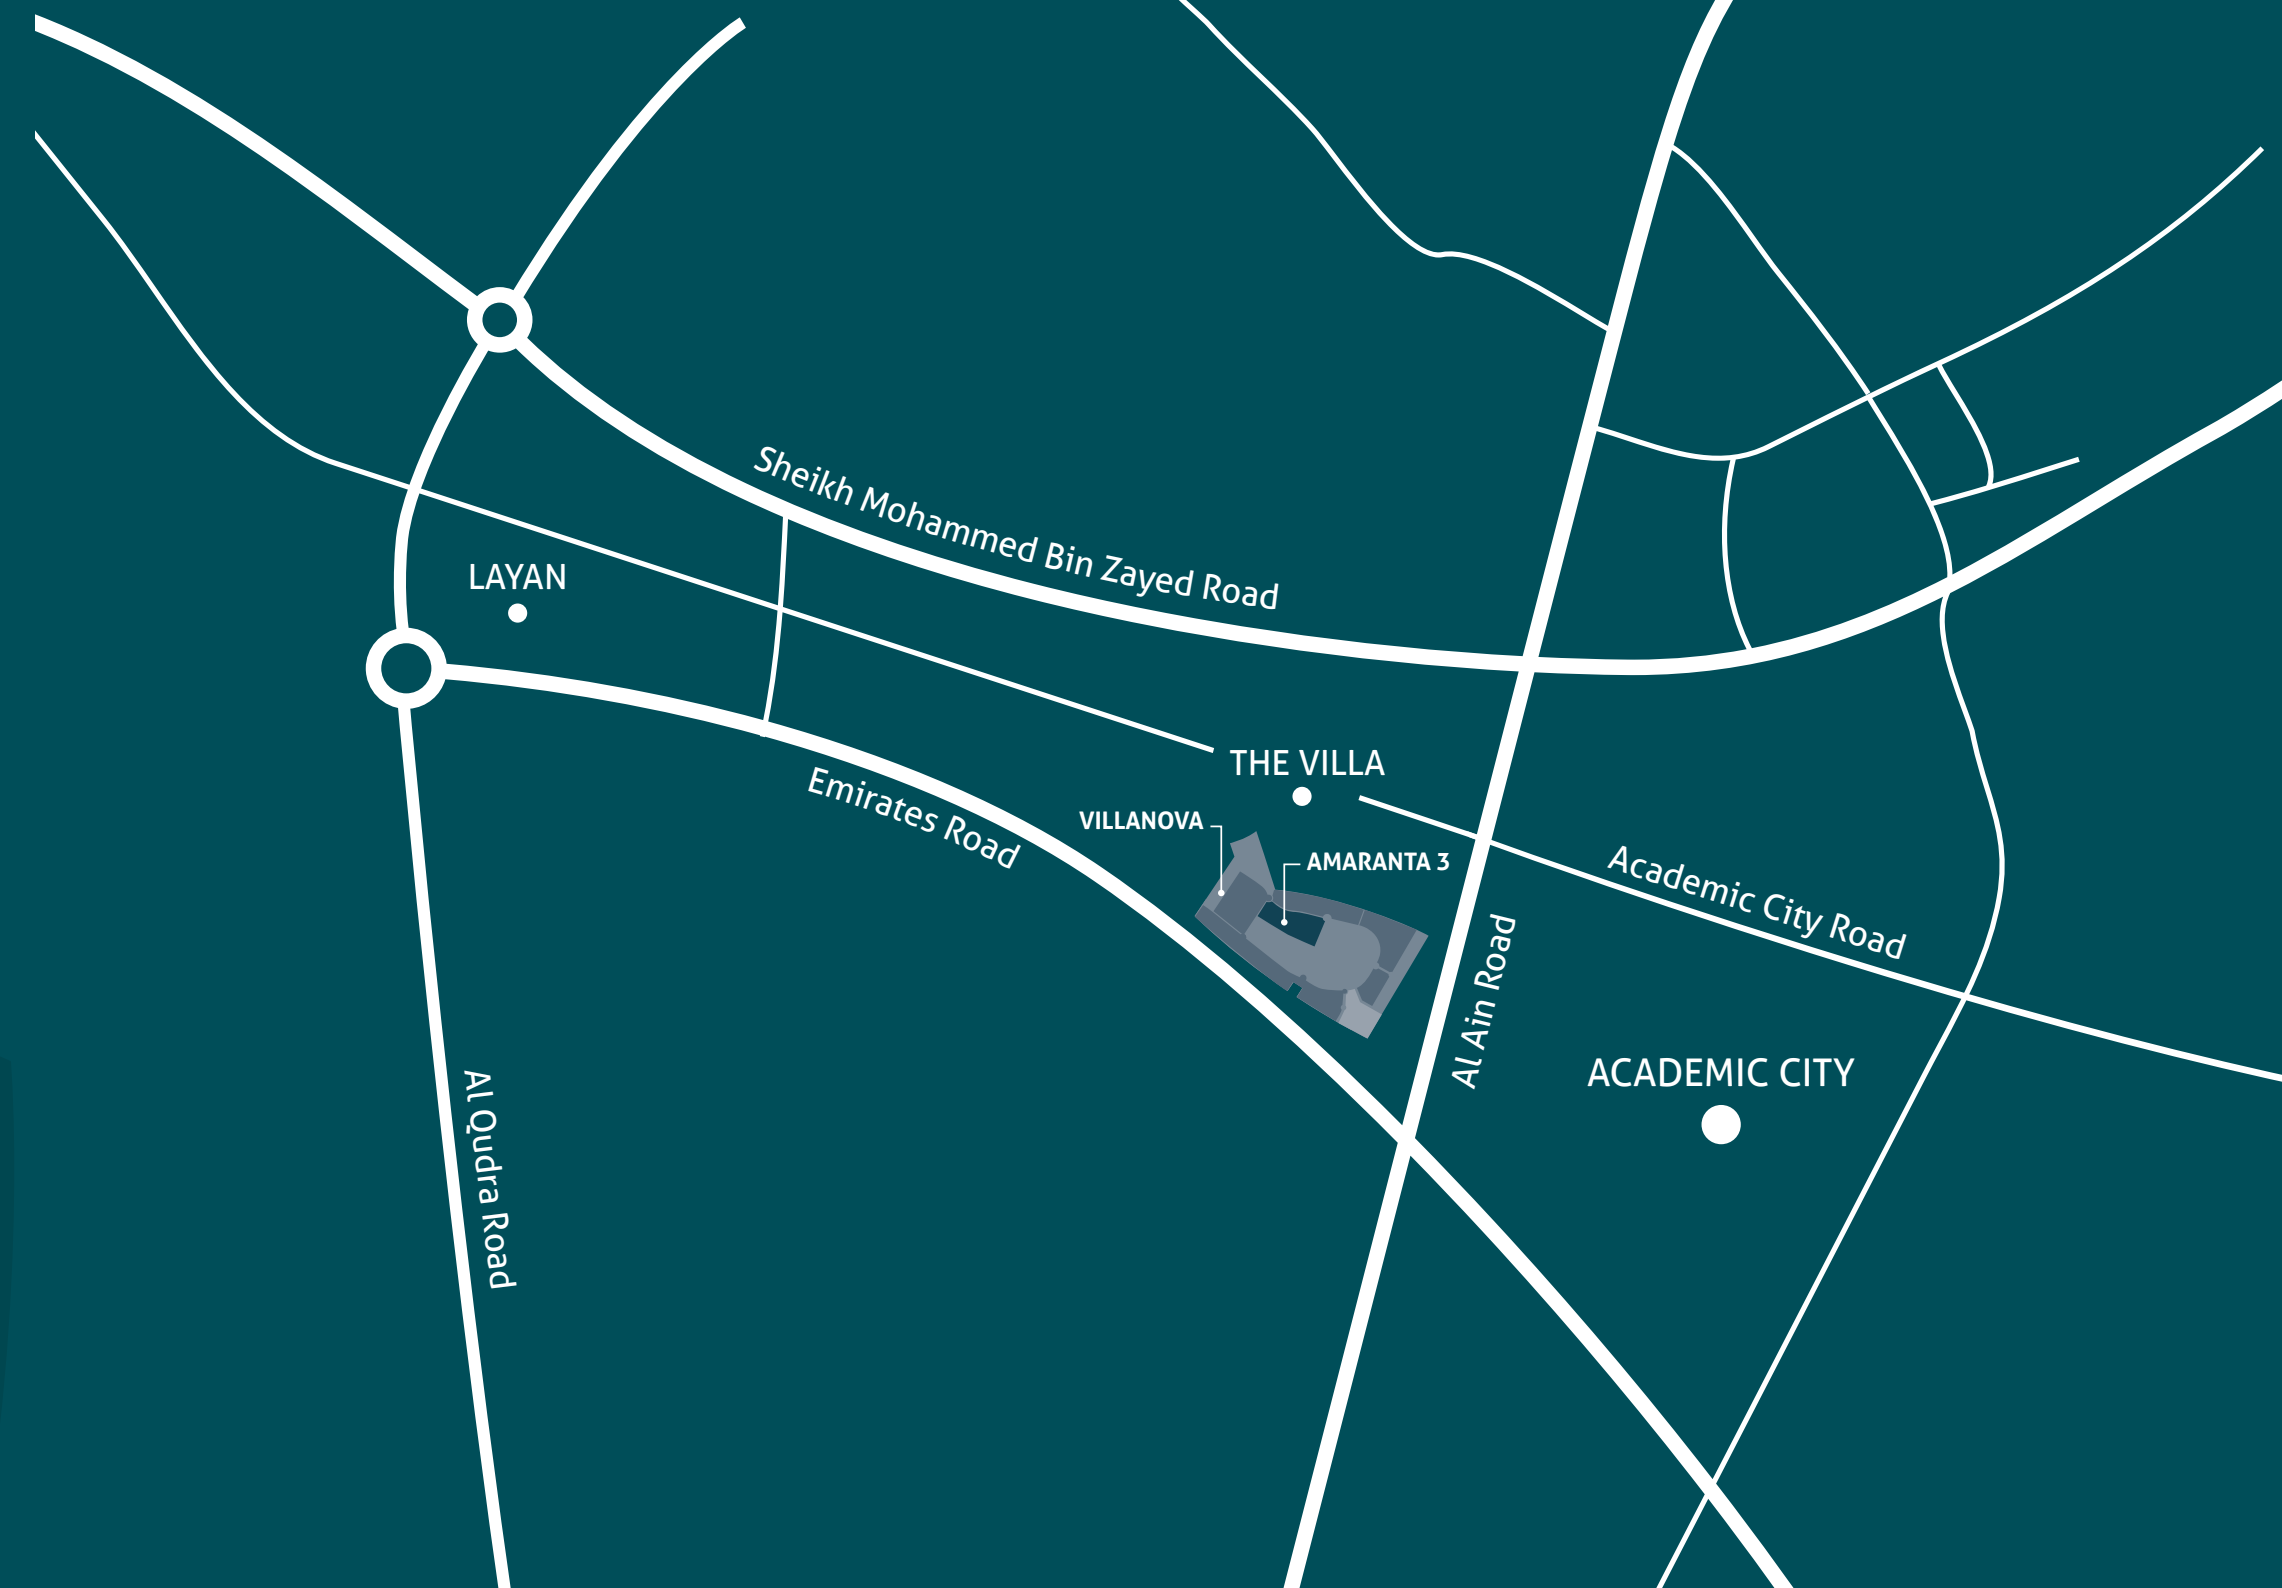 Sheikh Mohammed Bin Zayed Road
LAYAN
THE VILLA
Emirates Road
VILLANOVA
AMARANTA 3
Academic City Road
Al Ain Road
ACADEMIC CITY
Al Qudra Road